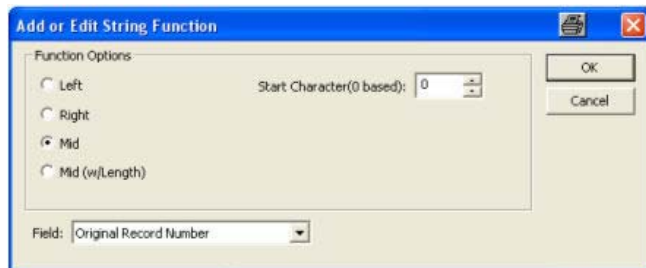 Add or Edit String Function
Function Options
Left
Start Character(0 based): 0
Right
Mid
Mid (w/Length)
OK
Cancel
Field: Original Record Number